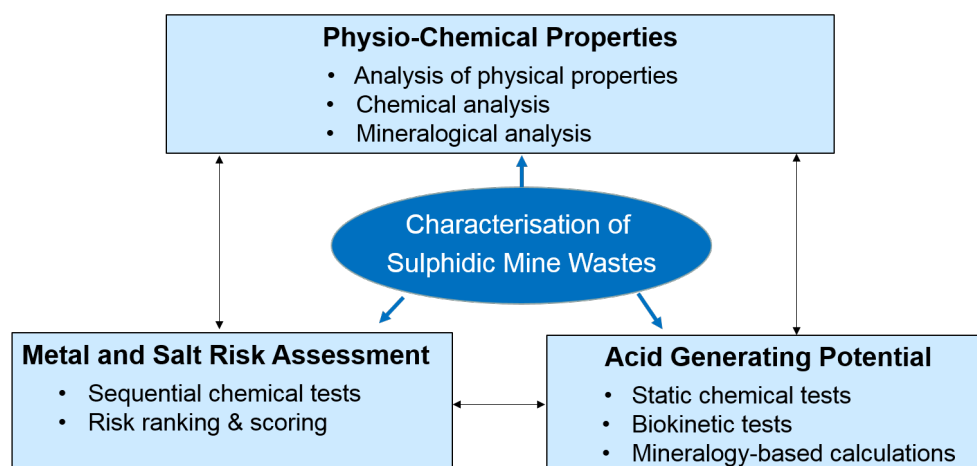 Physio-Chemical Properties
• Analysis of physical properties
• Chemical analysis
• Mineralogical analysis
Characterisation of
Sulphidic Mine Wastes
Metal and Salt Risk Assessment
• Sequential chemical tests
• Risk ranking & scoring
Acid Generating Potential
• Static chemical tests
• Biokinetic tests
• Mineralogy-based calculations